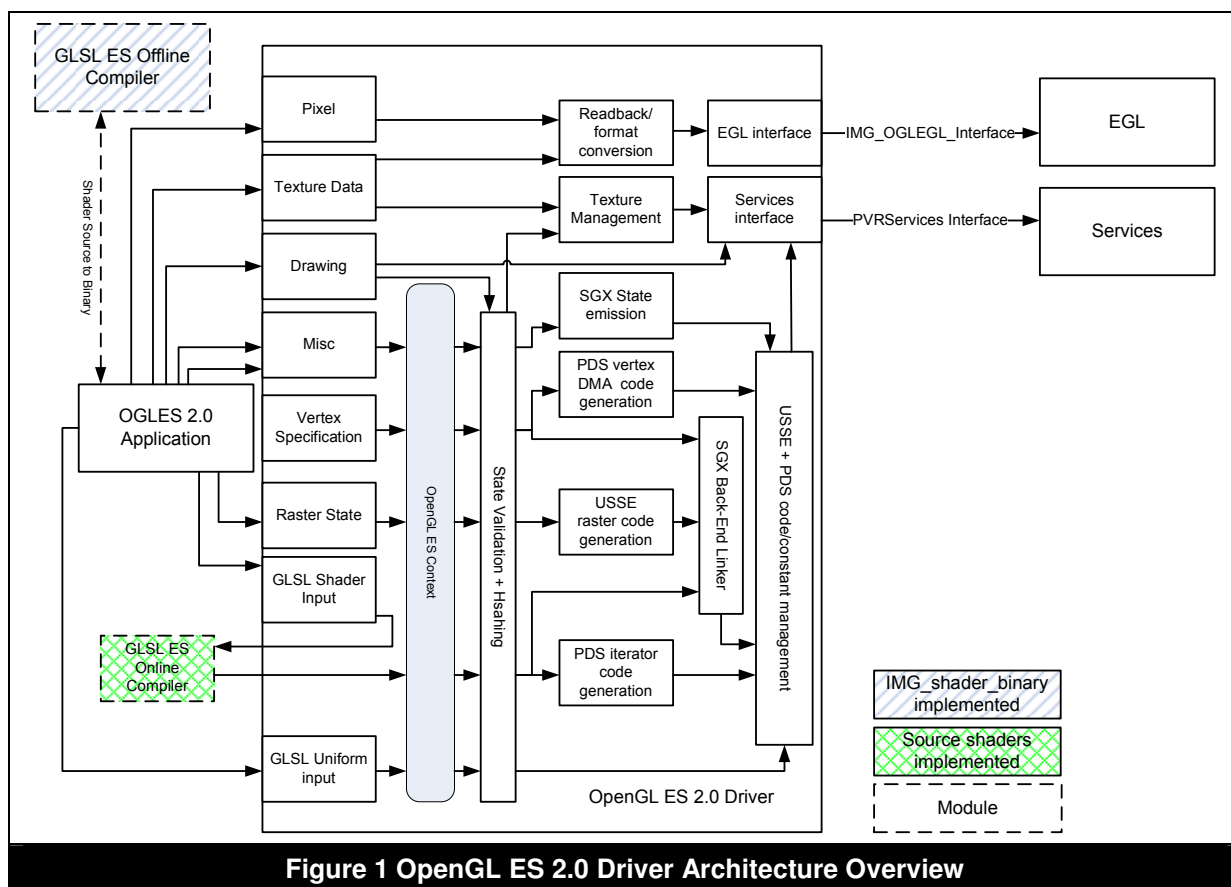 GLSL ES Offline
Compiler
Shader Source to Binary
OGLES 2.0
Application
GLSL ES
Online
Compiler
Pixel
Texture Data
Drawing
Misc
Vertex
Specification
Raster State
GLSL Shader
Input
GLSL Uniform
input
OpenGL ES Context
State Validation + Hsahing
Readback/
format
conversion
Texture
Management
SGX State
emission
PDS vertex
DMA code
generation
USSE
raster code
generation
PDS iterator
code
generation
SGX Back-End Linker
EGL interface
Services
interface
USSE + PDS code/constant management
OpenGL ES 2.0 Driver
IMG_OGLEGL_Interface
PVRServices Interface
EGL
Services
IMG_shader_binary
implemented
Source shaders
implemented
Module
Figure 1 OpenGL ES 2.0 Driver Architecture Overview